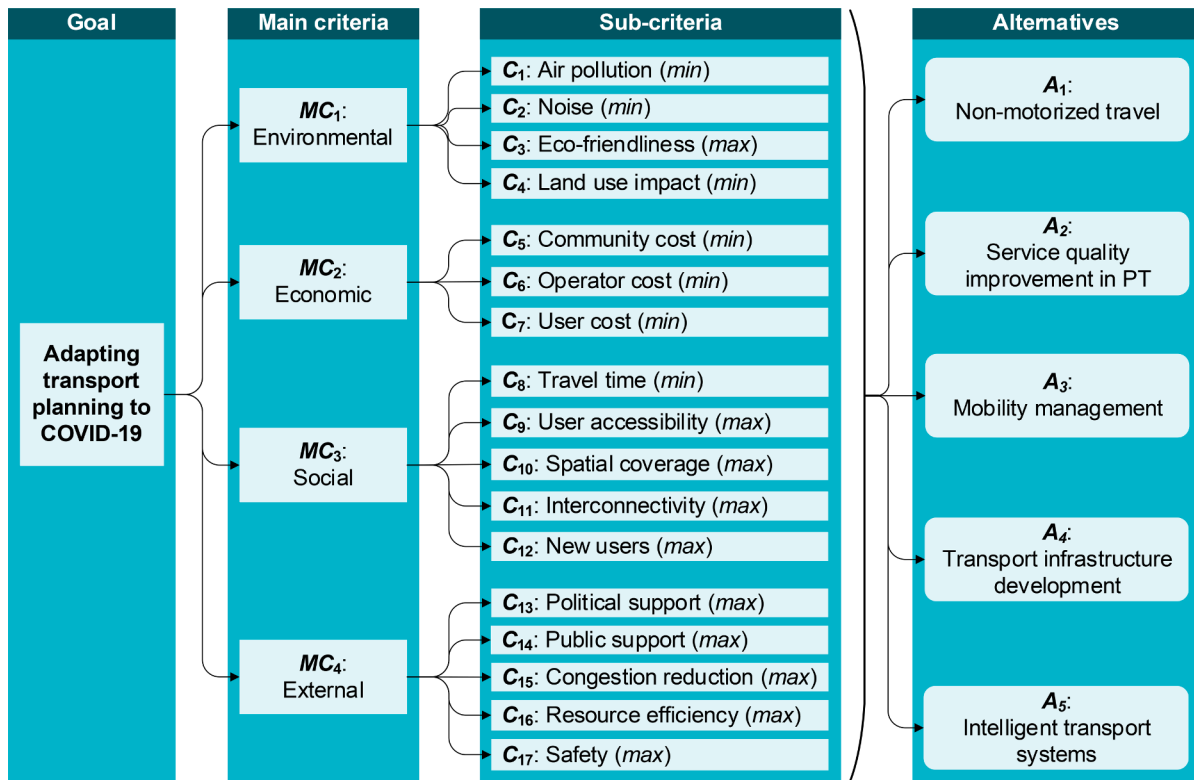 Goal
Main criteria
Sub-criteria
Alternatives
Adapting
transport
planning to
COVID-19
MC1:
Environmental
MC2:
Economic
MC3:
Social
MC4:
External
C1: Air pollution (min)
C2: Noise (min)
C3: Eco-friendliness (max)
C4: Land use impact (min)
C5: Community cost (min)
C6: Operator cost (min)
C7: User cost (min)
C8: Travel time (min)
C9: User accessibility (max)
C10: Spatial coverage (max)
C11: Interconnectivity (max)
C12: New users (max)
C13: Political support (max)
C14: Public support (max)
C15: Congestion reduction (max)
C16: Resource efficiency (max)
C17: Safety (max)
A1:
Non-motorized travel
A2:
Service quality
improvement in PT
A3:
Mobility management
A4:
Transport infrastructure
development
A5:
Intelligent transport
systems